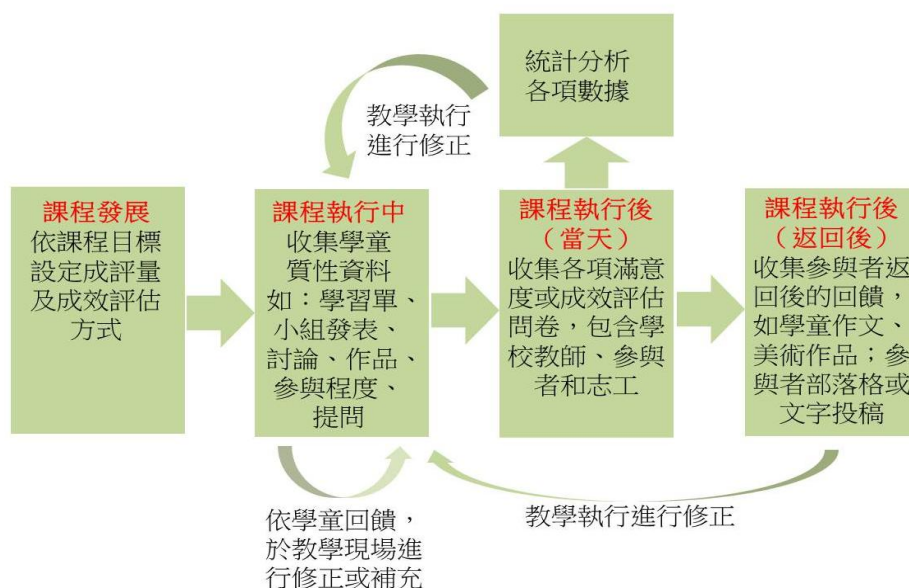 統計分析
各項數據
教學執行
進行修正
課程發展
依課程目標
設定成評量
及成效評估
方式
課程執行中
收集學童
質性資料
如：學習單、
小組發表、
討論、作品、
參與程度、
提問
課程執行後
（當天）
收集各項滿意
度或成效評估
問卷，包含學
校教師、參與
者和志工
課程執行後
（返回後）
收集參與者返
回後的回饋，
如學童作文、
美術作品；參
與者部落格或
文字投稿
依學童回饋，
於教學現場進
行修正或補充
教學執行進行修正